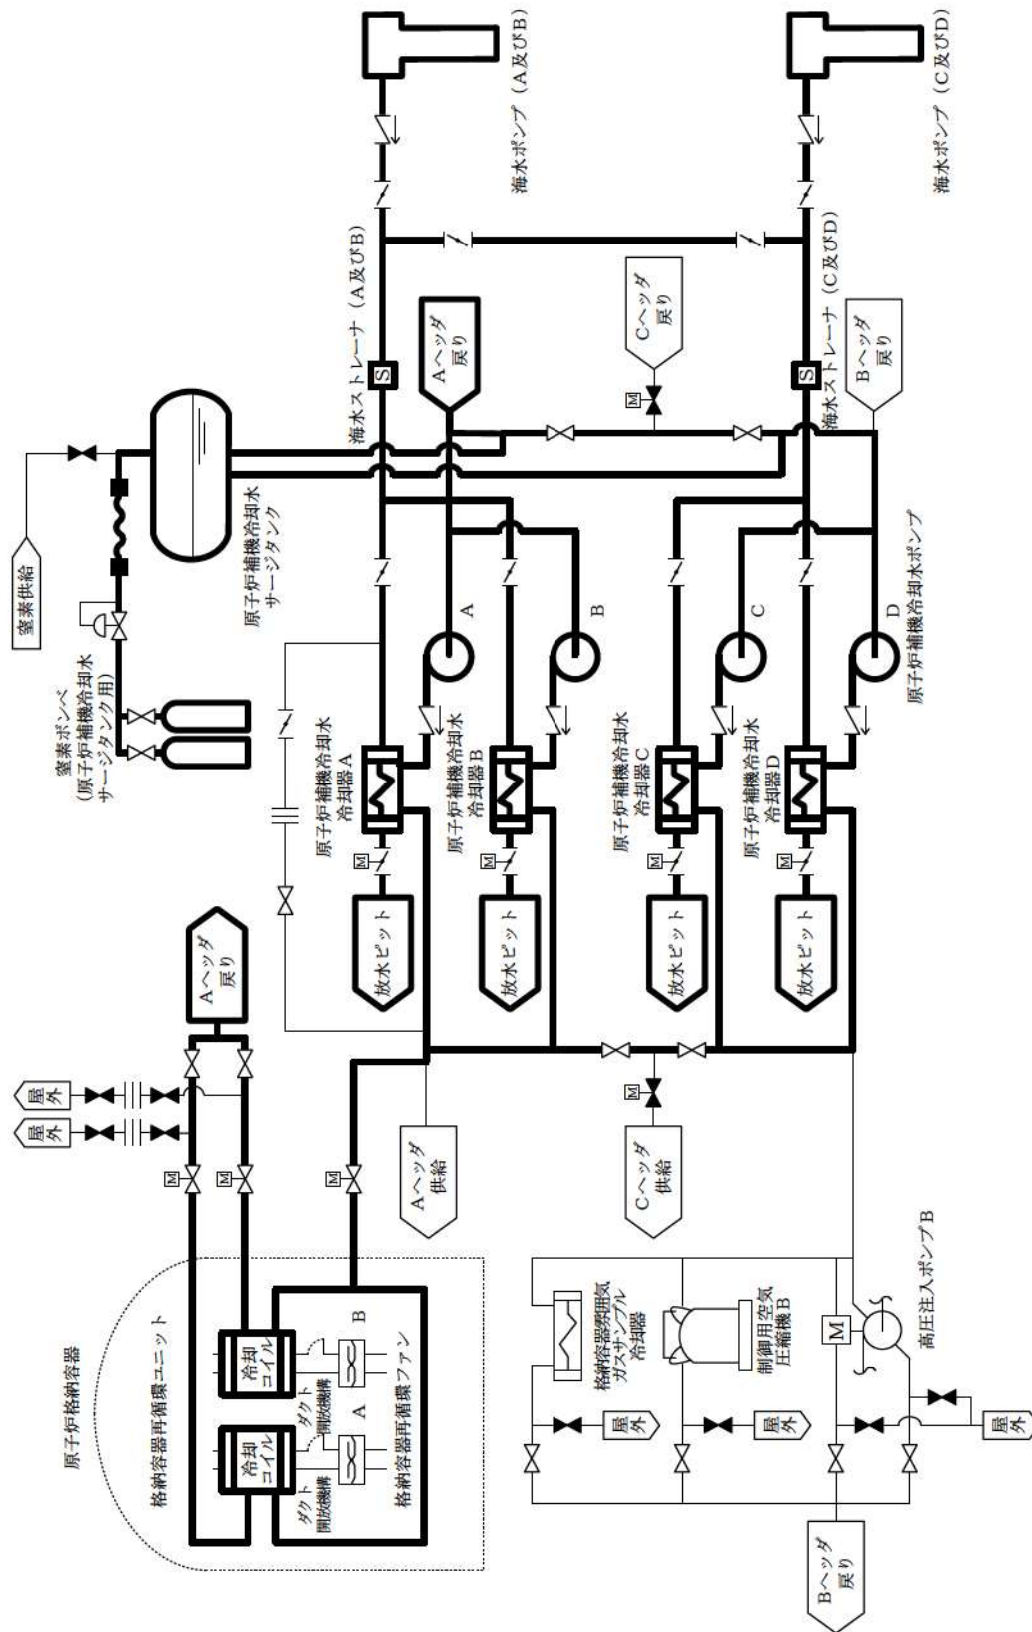 原子炉格納容器
格納容器再循環ユニット
冷却
コイル
冷却
コイル
ダクト
開放機構
ダクト
開放機構
A
B
格納容器再循環ファン
屋外
屋外
M
M
M
Aヘッダ
戻り
窒素ボンベ
(原子炉補機冷却水
サージタンク用)
窒素供給
原子炉補機冷却水
サージタンク
海水ストレーナ(A及びB)
S
海水ポンプ(A及びB)
Aヘッダ
戻り
Cヘッダ
戻り
M
Bヘッダ
戻り
海水ストレーナ(C及びD)
S
海水ポンプ(C及びD)
原子炉補機冷却水
冷却器A
M
放水ピット
A
原子炉補機冷却水
冷却器B
M
放水ピット
B
原子炉補機冷却水
冷却器C
M
放水ピット
C
原子炉補機冷却水
冷却器D
M
放水ピット
D
原子炉補機冷却水ポンプ
Aヘッダ
供給
M
Cヘッダ
供給
格納容器雰囲気
ガスサンプル
冷却器
屋外
制御用空気
圧縮機B
屋外
M
高圧注入ポンプB
屋外
Bヘッダ
戻り